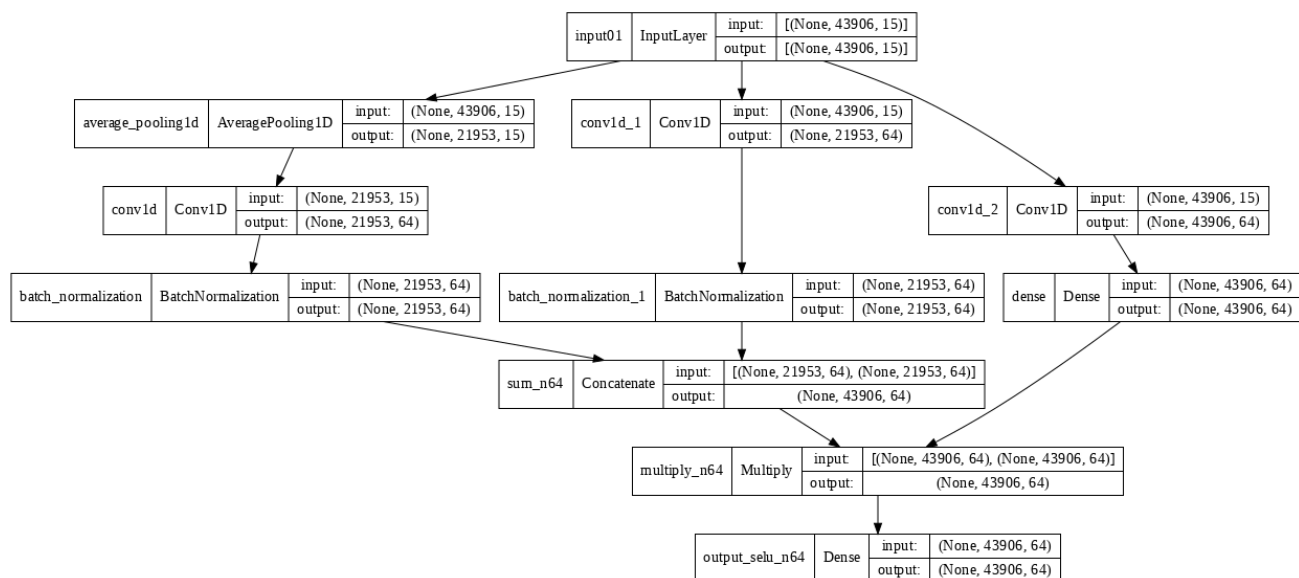 input01 InputLayer input: [(None, 43906, 15)]
output: [(None, 43906, 15)]
average_pooling1d AveragePooling1D input: (None, 43906, 15)
output: (None, 21953, 15)
conv1d_1 Conv1D input: (None, 43906, 15)
output: (None, 21953, 64)
conv1d Conv1D input: (None, 21953, 15)
output: (None, 21953, 64)
conv1d_2 Conv1D input: (None, 43906, 15)
output: (None, 43906, 64)
batch_normalization BatchNormalization input: (None, 21953, 64)
output: (None, 21953, 64)
batch_normalization_1 BatchNormalization input: (None, 21953, 64)
output: (None, 21953, 64)
dense Dense input: (None, 43906, 64)
output: (None, 43906, 64)
sum_n64 Concatenate input: [(None, 21953, 64), (None, 21953, 64)]
output: (None, 43906, 64)
multiply_n64 Multiply input: [(None, 43906, 64), (None, 43906, 64)]
output: (None, 43906, 64)
output_selu_n64 Dense input: (None, 43906, 64)
output: (None, 43906, 64)